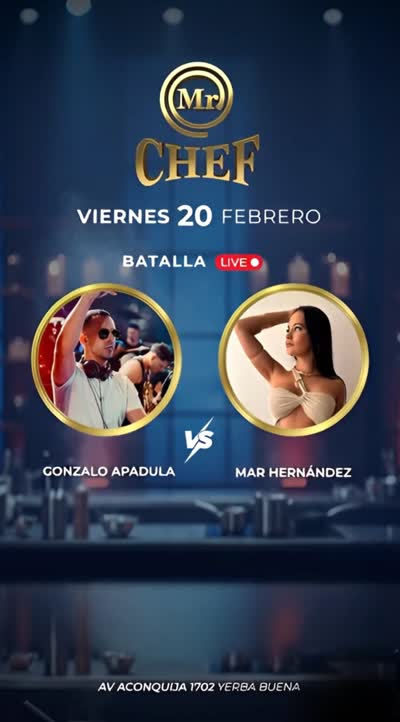 Mr.
CHEF
VIERNES 20 FEBRERO
BATALLA LIVE
VS
GONZALO APADULA
MAR HERNÁNDEZ
AV ACONQUIJA 1702 YERBA BUENA